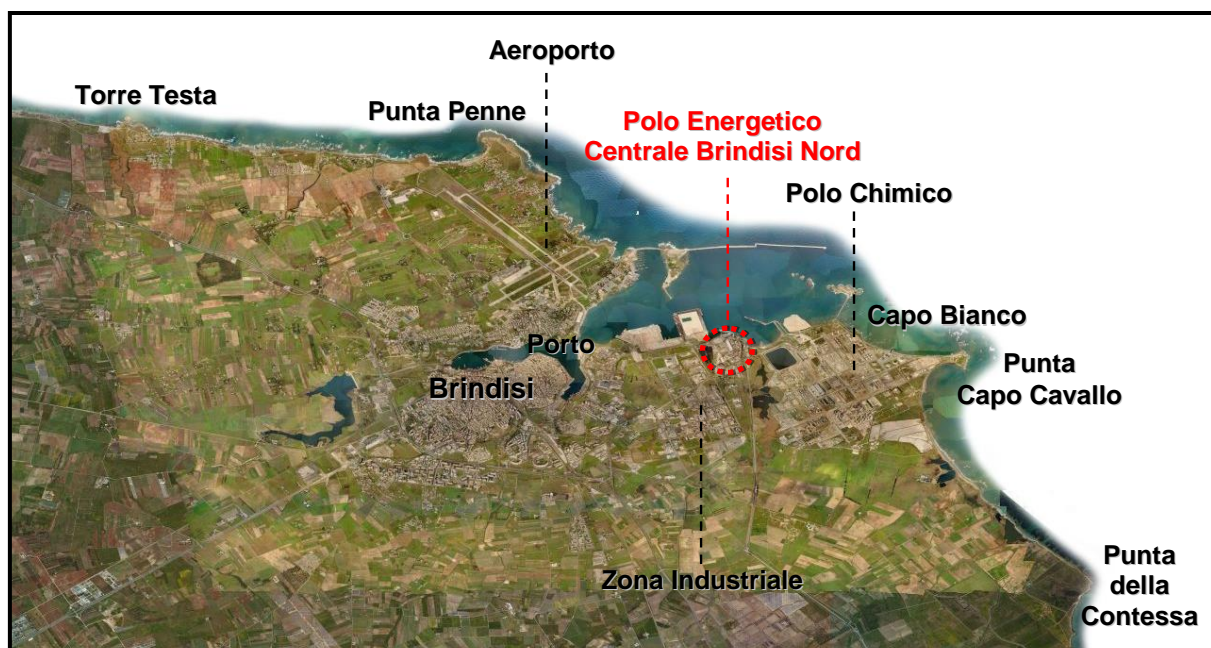 Aeroporto
Torre Testa
Punta Penne
Polo Energetico
Centrale Brindisi Nord
Polo Chimico
Capo Bianco
Porto
Punta
Capo Cavallo
Brindisi
Zona Industriale
Punta
della
Contessa